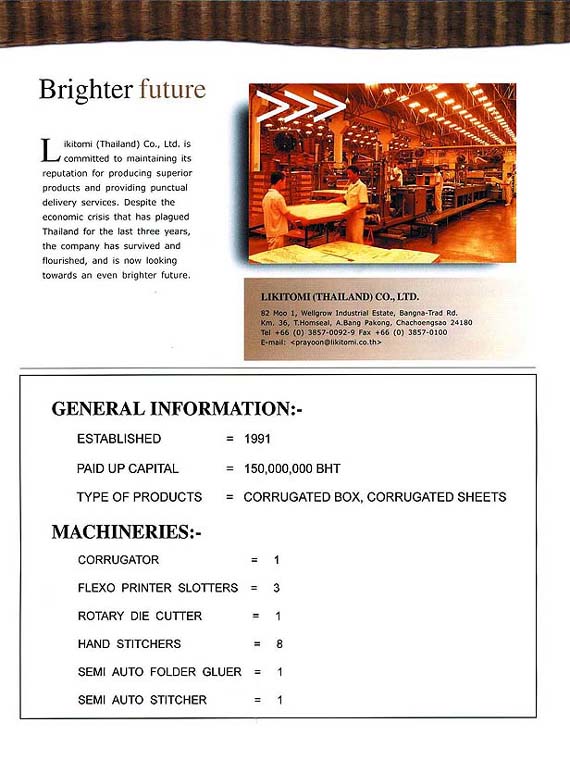 Brighter future
Likitomi (Thailand) Co., Ltd. is
committed to maintaining its
reputation for producing superior
products and providing punctual
delivery services. Despite the
economic crisis that has plagued
Thailand for the last three years,
the company has survived and
flourished, and is now looking
towards an even brighter future.
LIKITOMI (THAILAND) CO., LTD.
82 Moo 1, Wellgrow Industrial Estate, Bangna-Trad Rd.
Km. 36, T.Homseal, A.Bang Pakong, Chachoengsao 24180
Tel +66 (0) 3857-0092-9 Fax +66 (0) 3857-0100
E-mail: <prayoon@likitomi.co.th>
GENERAL INFORMATION:-
ESTABLISHED = 1991
PAID UP CAPITAL = 150,000,000 BHT
TYPE OF PRODUCTS = CORRUGATED BOX, CORRUGATED SHEETS
MACHINERIES:-
CORRUGATOR = 1
FLEXO PRINTER SLOTTERS = 3
ROTARY DIE CUTTER = 1
HAND STITCHERS = 8
SEMI AUTO FOLDER GLUER = 1
SEMI AUTO STITCHER = 1